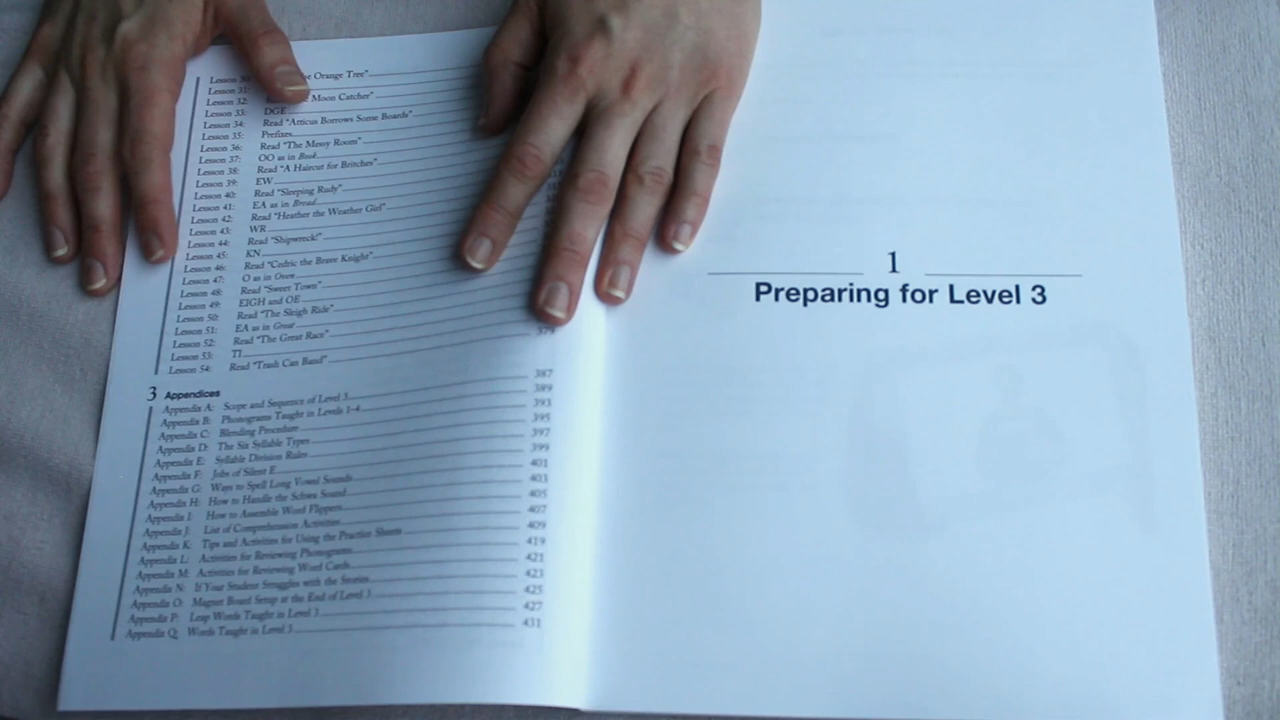 Lesson 30: Orange Tree"
Lesson 31:
Lesson 32: Moon Catcher"
Lesson 33: DGE
Lesson 34: Read "Atticus Borrows Some Boards"
Lesson 35: Prefixes
Lesson 36: Read "The Messy Room"
Lesson 37: OO as in Book
Lesson 38: Read "A Haircut for Britches"
Lesson 39: EW
Lesson 40: Read "Sleeping Rudy"
Lesson 41: EA as in Bread
Lesson 42: Read "Heather the Weather Girl"
Lesson 43: WR
Lesson 44: Read "Shipwreck!"
Lesson 45: KN
Lesson 46: Read "Cedric the Brave Knight"
Lesson 47: O as in Oven
Lesson 48: Read "Sweet Town"
Lesson 49: EIGH and OE
Lesson 50: Read "The Sleigh Ride"
Lesson 51: EA as in Great
Lesson 52: Read "The Great Race"
Lesson 53: TI
Lesson 54: Read "Trash Can Band" 379
3 Appendices 387
Appendix A: Scope and Sequence of Level 3 389
Appendix B: Phonograms Taught in Levels 1-4 393
Appendix C: Blending Procedure 395
Appendix D: The Six Syllable Types 397
Appendix E: Syllable Division Rules 399
Appendix F: Jobs of Silent E 401
Appendix G: Ways to Spell Long Vowel Sounds 403
Appendix H: How to Handle the Schwa Sound 405
Appendix I: How to Assemble Word Flippers 407
Appendix J: List of Comprehension Activities 409
Appendix K: Tips and Activities for Using the Practice Sheets 419
Appendix L: Activities for Reviewing Phonograms 421
Appendix M: Activities for Reviewing Word Cards 423
Appendix N: If Your Student Struggles with the Stories 425
Appendix O: Magnet Board Setup at the End of Level 3 427
Appendix P: Leap Words Taught in Level 3 431
Appendix Q: Words Taught in Level 3
1
Preparing for Level 3